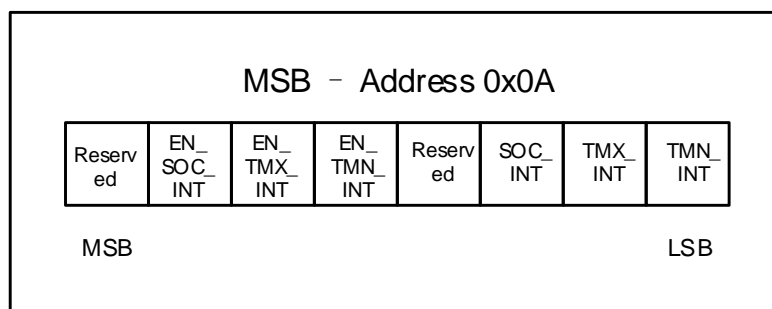 MSB – Address 0x0A
Reserv
ed
EN_
SOC_
INT
EN_
TMX_
INT
EN_
TMN_
INT
Reserv
ed
SOC_
INT
TMX_
INT
TMN_
INT
MSB
LSB